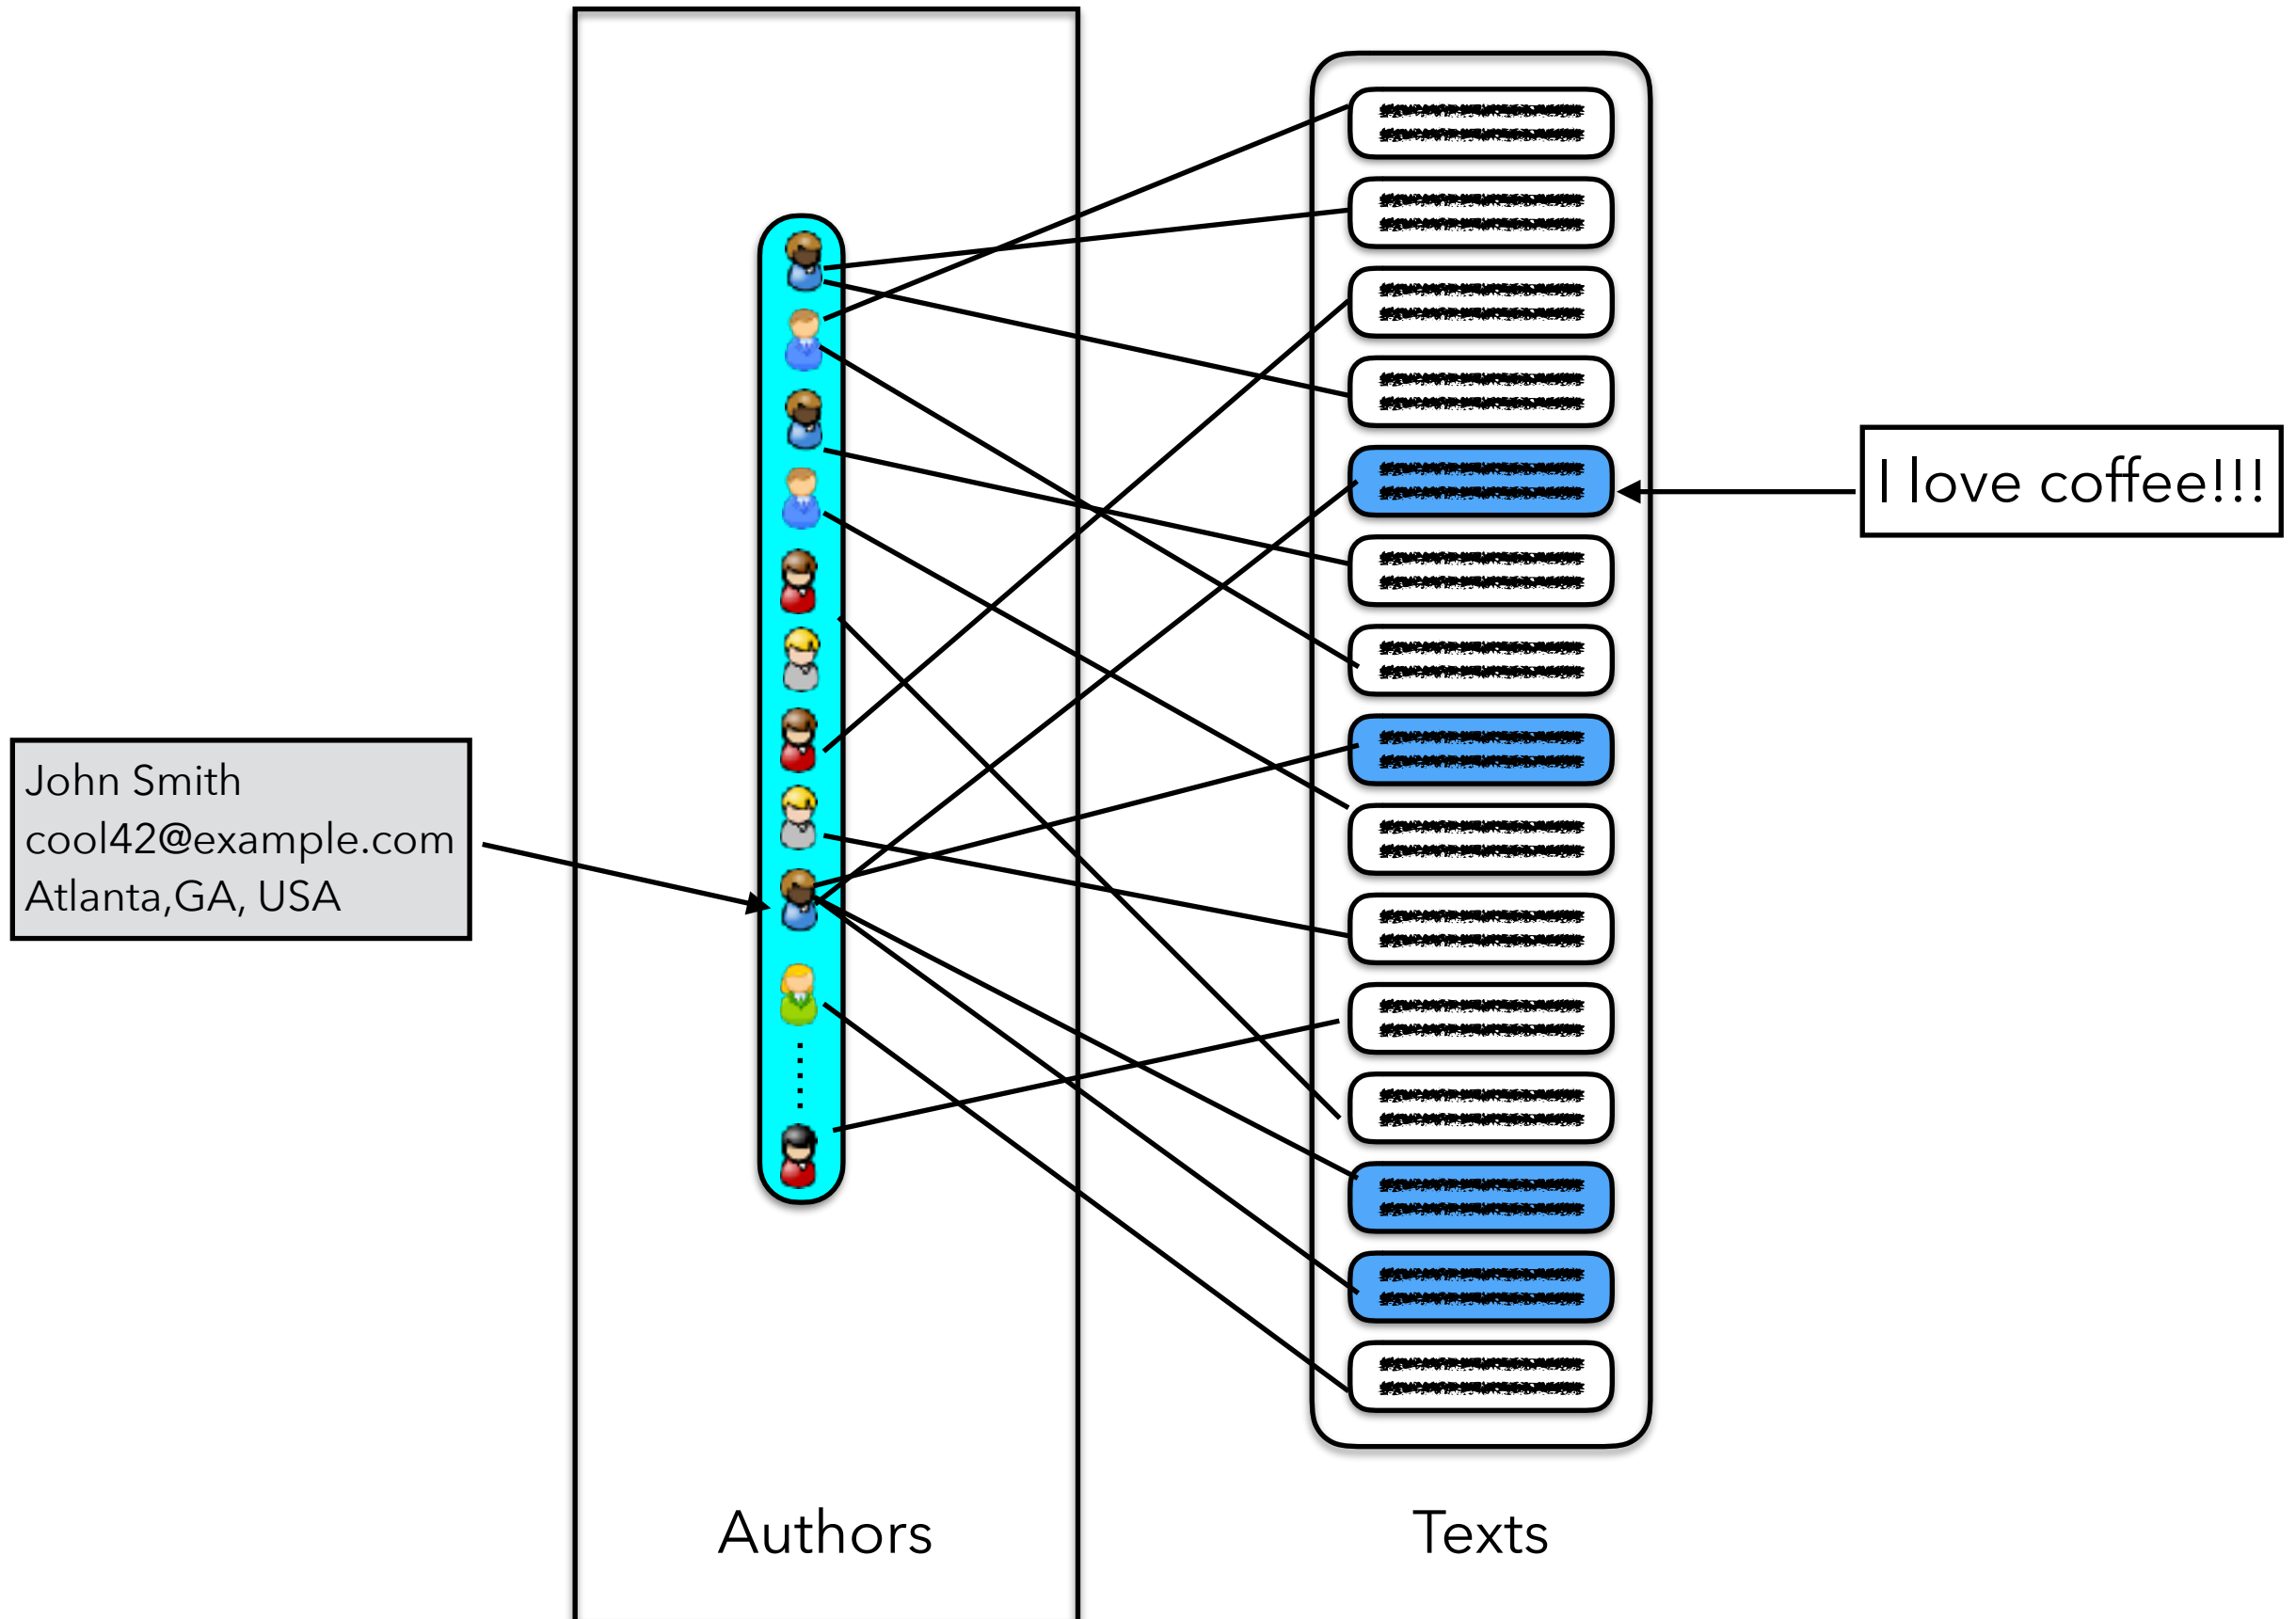 John Smith
cool42@example.com
Atlanta,GA, USA
I love coffee!!!
Authors
Texts